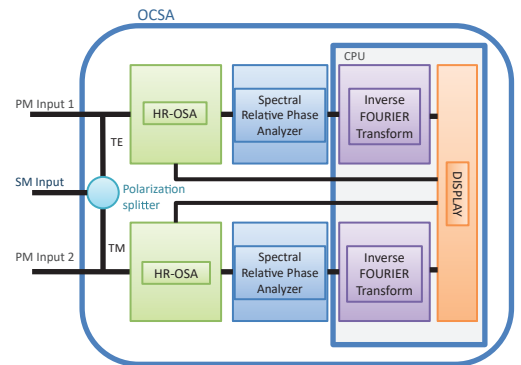 OCSA
CPU
PM Input 1
HR-OSA
Spectral
Relative Phase
Analyzer
Inverse
FOURIER
Transform
TE
SM Input
Polarization
splitter
DISPLAY
TM
PM Input 2
HR-OSA
Spectral
Relative Phase
Analyzer
Inverse
FOURIER
Transform